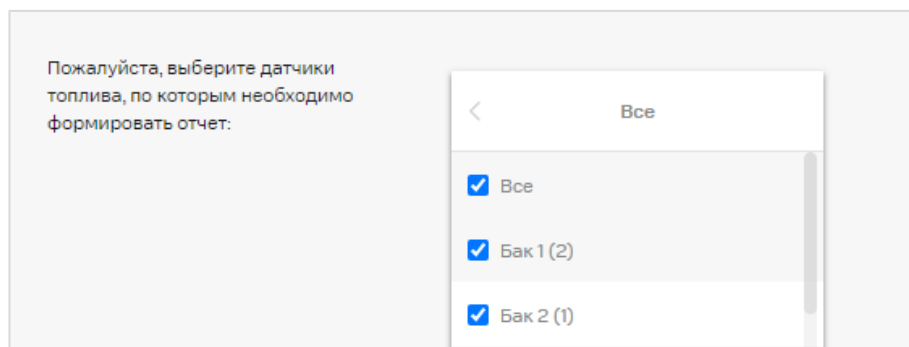 Пожалуйста, выберите датчики
топлива, по которым необходимо
формировать отчет:
Все
Все
Бак 1 (2)
Бак 2 (1)